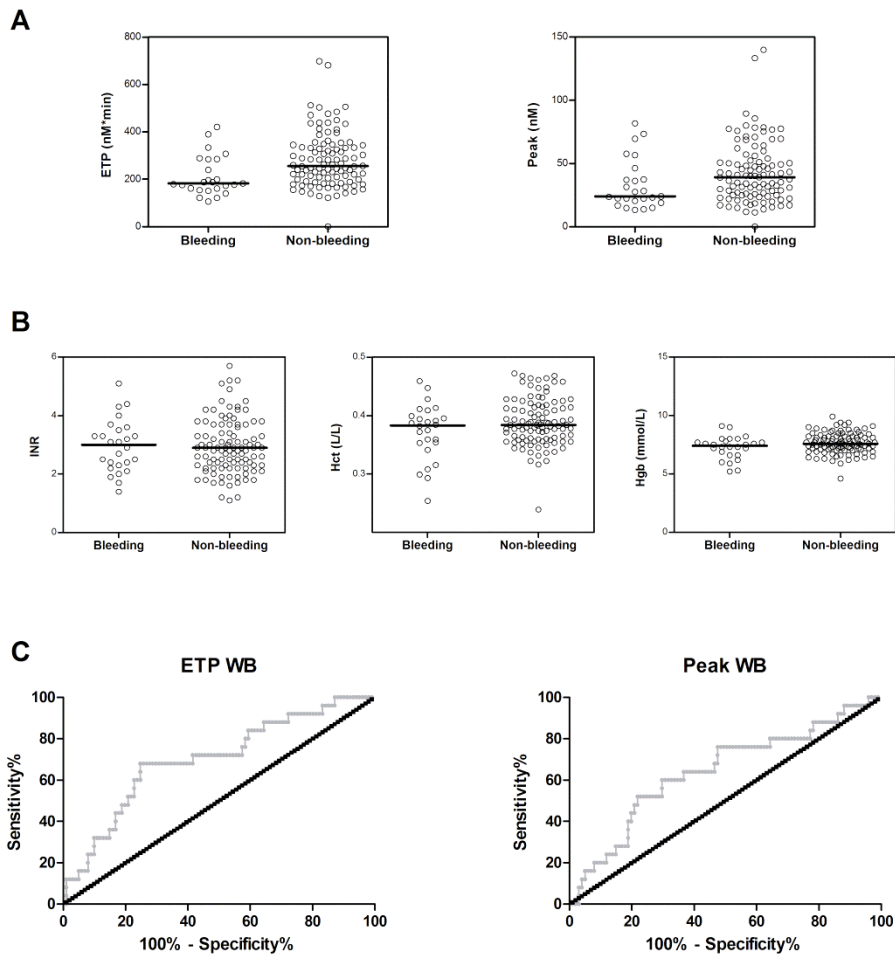 A
ETP (nM*min)
800
600
400
200
0
Bleeding
Non-bleeding
Peak (nM)
150
100
50
0
Bleeding
Non-bleeding
B
INR
6
4
2
0
Bleeding
Non-bleeding
Hct (L/L)
0.5
0.4
0.3
Bleeding
Non-bleeding
Hgb (mmol/L)
15
10
5
0
Bleeding
Non-bleeding
C
ETP WB
Sensitivity%
100
80
60
40
20
0
0 20 40 60 80 100
100% - Specificity%
Peak WB
Sensitivity%
100
80
60
40
20
0
0 20 40 60 80 100
100% - Specificity%